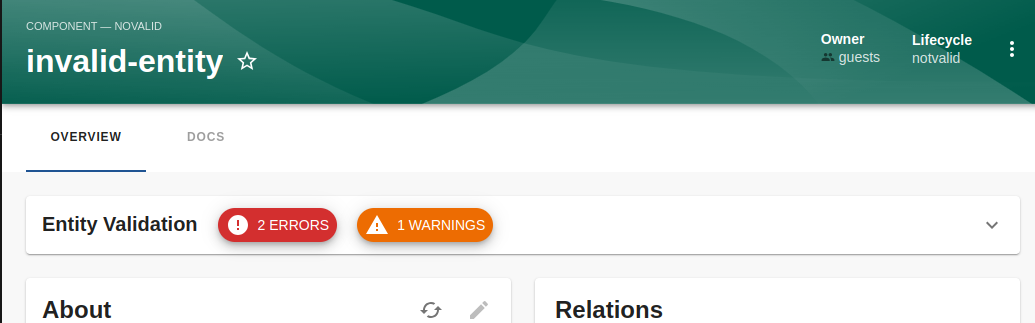 COMPONENT — NOVALID
invalid-entity
Owner
guests
Lifecycle
notvalid
OVERVIEW
DOCS
Entity Validation
2 ERRORS
1 WARNINGS
About
Relations